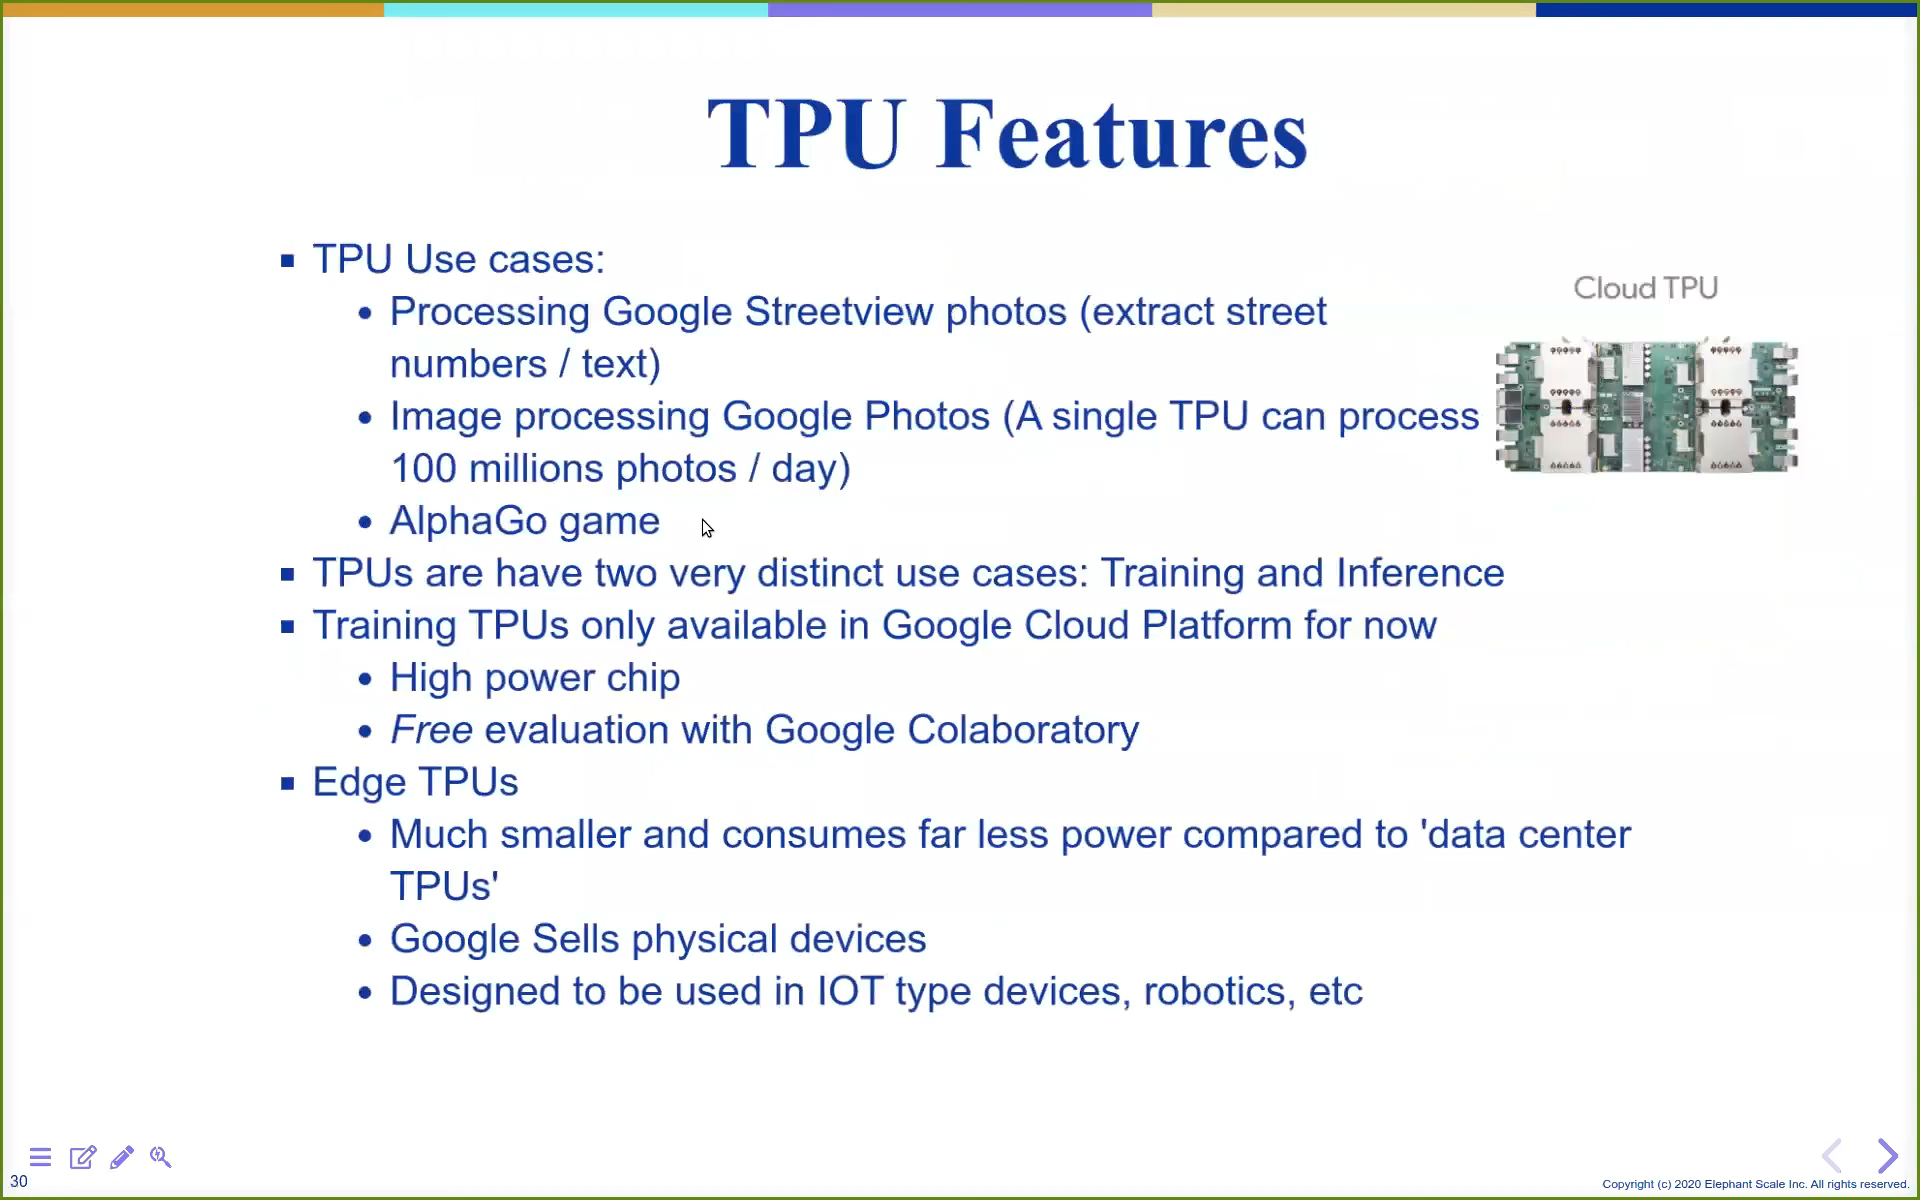 TPU Features
TPU Use cases:
Processing Google Streetview photos (extract street
numbers / text)
Image processing Google Photos (A single TPU can process
100 millions photos / day)
AlphaGo game
Cloud TPU
TPUs are have two very distinct use cases: Training and Inference
Training TPUs only available in Google Cloud Platform for now
High power chip
Free evaluation with Google Colaboratory
Edge TPUs
Much smaller and consumes far less power compared to 'data center
TPUs'
Google Sells physical devices
Designed to be used in IOT type devices, robotics, etc
30
Copyright (c) 2020 Elephant Scale Inc. All rights reserved.